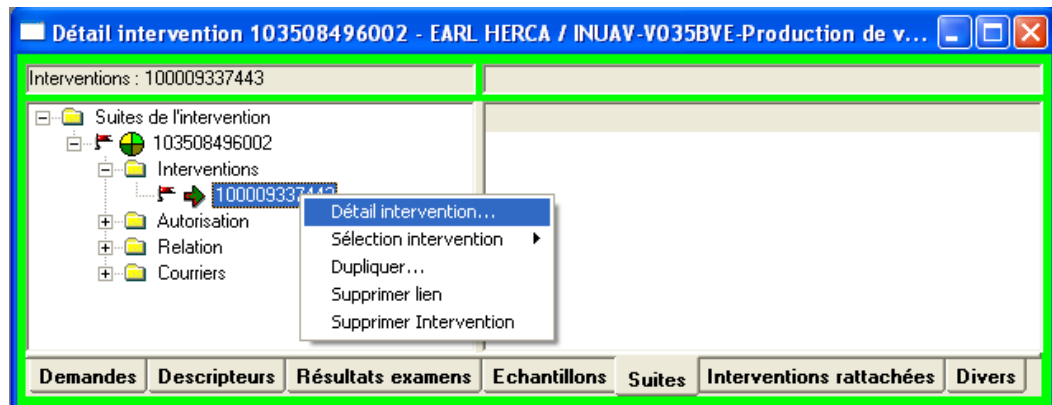 Détail intervention 103508496002 - EARL HERCA / INUAV-V035BVE-Production de v...
Interventions : 100009337443
Suites de l'intervention
103508496002
Interventions
100009337443
Autorisation
Relation
Courriers
Détail intervention...
Sélection intervention
Dupliquer...
Supprimer lien
Supprimer Intervention
Demandes Descripteurs Résultats examens Echantillons Suites Interventions rattachées Divers